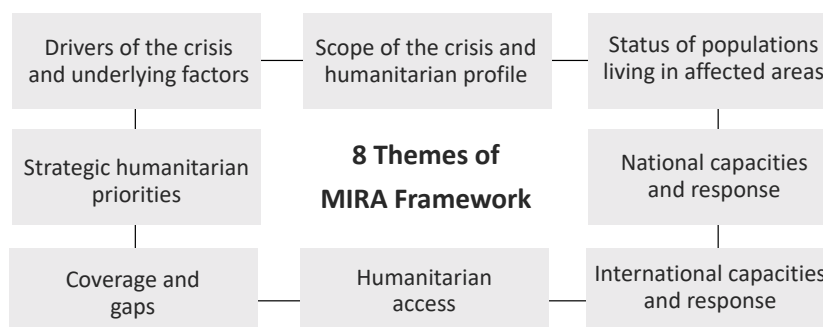 Drivers of the crisis
and underlying factors
Scope of the crisis and
humanitarian profile
Status of populations
living in affected areas
Strategic humanitarian
priorities
8 Themes of
MIRA Framework
National capacities
and response
Coverage and
gaps
Humanitarian
access
International capacities
and response